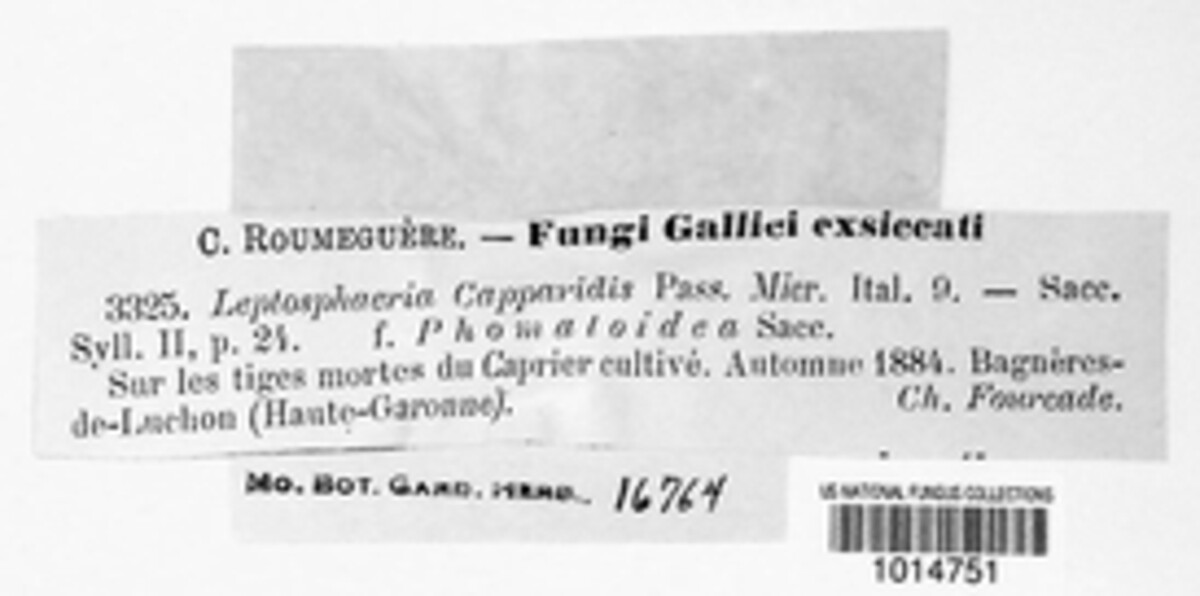 C. ROUMEGUÈRE. — Fungi Gallici exsiccati
3325. Leptosphaeria Capparidis Pass. Micr. Ital. 9. — Sacc.
Syll. II, p. 24. f. Phomatoidea Sacc.
Sur les tiges mortes du Caprier cultivé. Automne 1884. Bagnères-
de-Luchon (Haute-Garonne). Ch. Fourcade.
MO. BOT. GARD. HERB. 16764
US NATIONAL FUNGUS COLLECTIONS
1014751